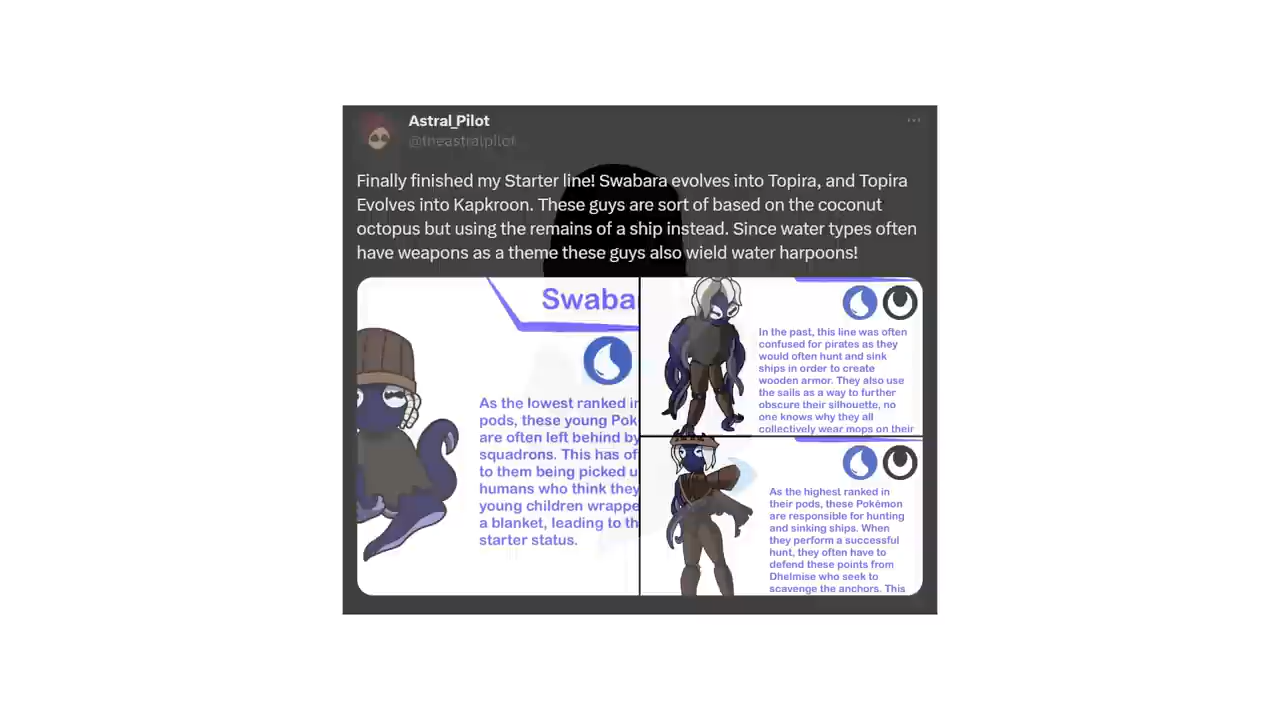 Astral_Pilot
@theastralpilot
Finally finished my Starter line! Swabara evolves into Topira, and Topira
Evolves into Kapkroon. These guys are sort of based on the coconut
octopus but using the remains of a ship instead. Since water types often
have weapons as a theme these guys also wield water harpoons!
Swaba
As the lowest ranked in
pods, these young Pok
are often left behind by
squadrons. This has of
to them being picked u
humans who think they
young children wrappe
a blanket, leading to th
starter status.
In the past, this line was often
confused for pirates as they
would often hunt and sink
ships in order to create
wooden armor. They also use
the sails as a way to further
obscure their silhouette, no
one knows why they all
collectively wear mops on their
As the highest ranked in
their pods, these Pokémon
are responsible for hunting
and sinking ships. When
they perform a successful
hunt, they often have to
defend these points from
Dhelmise who seek to
scavenge the anchors. This